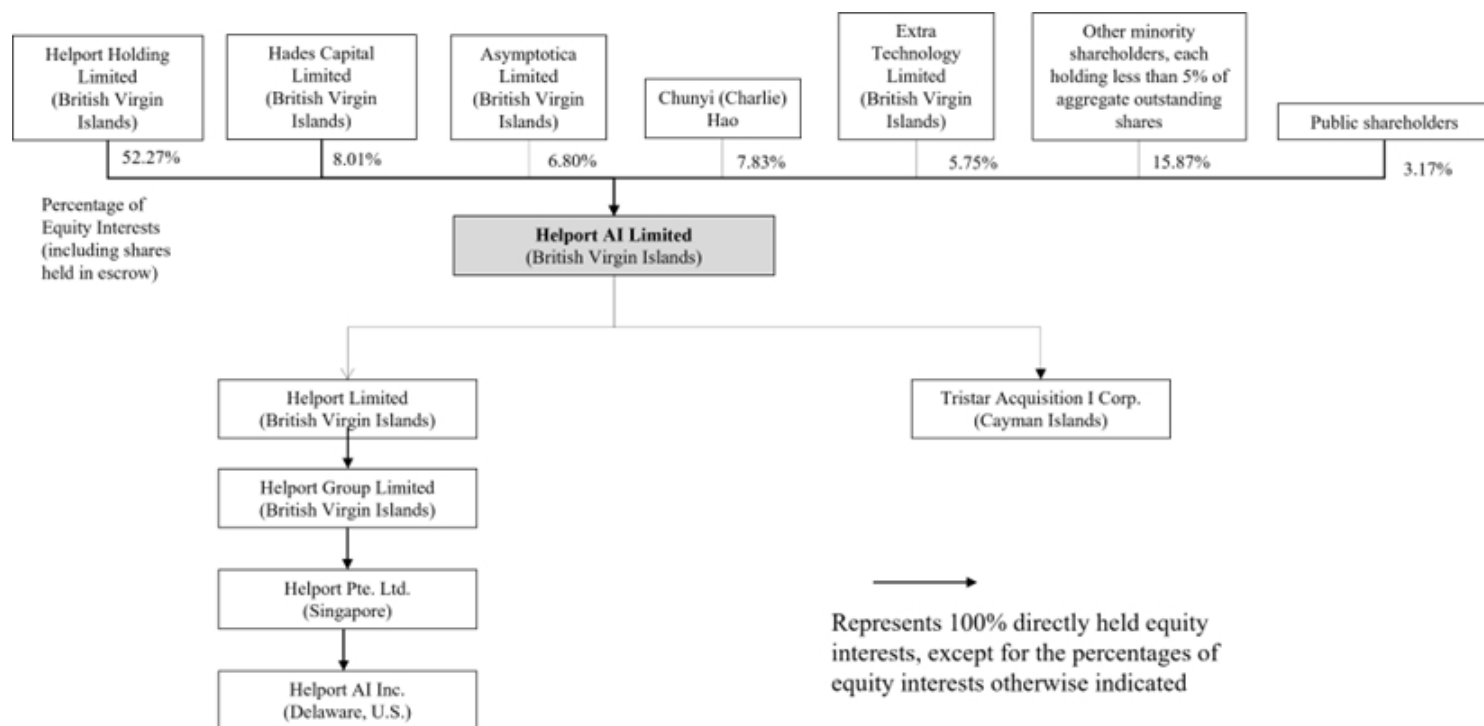 Helport Holding
Limited
(British Virgin
Islands)
Hades Capital
Limited
(British Virgin
Islands)
Asymptotica
Limited
(British Virgin
Islands)
Chunyi (Charlie)
Hao
Extra
Technology
Limited
(British Virgin
Islands)
Other minority
shareholders, each
holding less than 5% of
aggregate outstanding
shares
Public shareholders
52.27%
8.01%
6.80%
7.83%
5.75%
15.87%
3.17%
Percentage of
Equity Interests
(including shares
held in escrow)
Helport AI Limited
(British Virgin Islands)
Helport Limited
(British Virgin Islands)
Tristar Acquisition I Corp.
(Cayman Islands)
Helport Group Limited
(British Virgin Islands)
Helport Pte. Ltd.
(Singapore)
Helport AI Inc.
(Delaware, U.S.)
Represents 100% directly held equity
interests, except for the percentages of
equity interests otherwise indicated